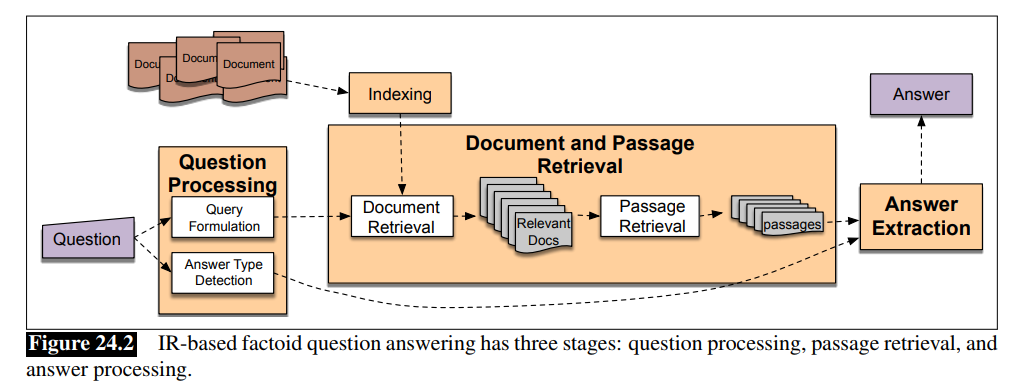 Docu
Docum
Document
Document
Indexing
Answer
Document and Passage
Retrieval
Question
Processing
Query
Formulation
Document
Retrieval
Relevant
Docs
Passage
Retrieval
passages
Answer
Extraction
Question
Answer Type
Detection
Figure 24.2 IR-based factoid question answering has three stages: question processing, passage retrieval, and
answer processing.